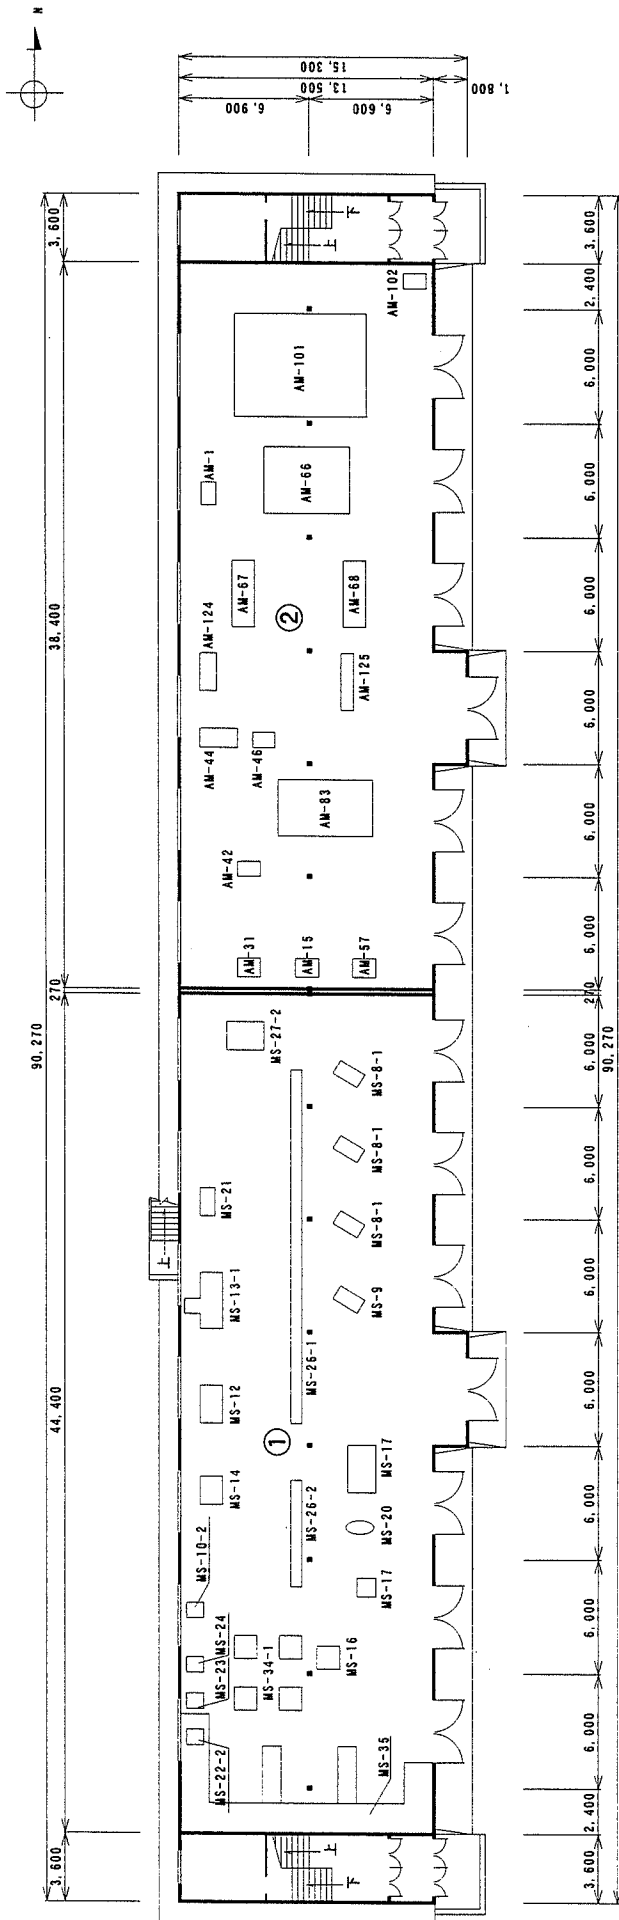 N
15,300
13,500
6,900
6,600
1,800
3,600
38,400
270
44,400
3,600
90,270
下
上
AM-102
AM-101
AM-1
AM-66
AM-67
AM-68
②
AM-124
AM-125
AM-44
AM-46
AM-83
AM-42
AM-31
AM-15
AM-57
MS-27-2
MS-8-1
MS-8-1
MS-21
MS-8-1
上
MS-13-1
MS-9
MS-26-1
MS-12
①
MS-14
MS-17
MS-26-2
MS-20
MS-10-2
MS-17
MS-24
MS-23
MS-34-1
MS-16
MS-22-2
MS-35
上
下
3,600
2,400
6,000
6,000
6,000
6,000
6,000
6,000
270
6,000
90,270
6,000
6,000
6,000
6,000
6,000
6,000
2,400
3,600